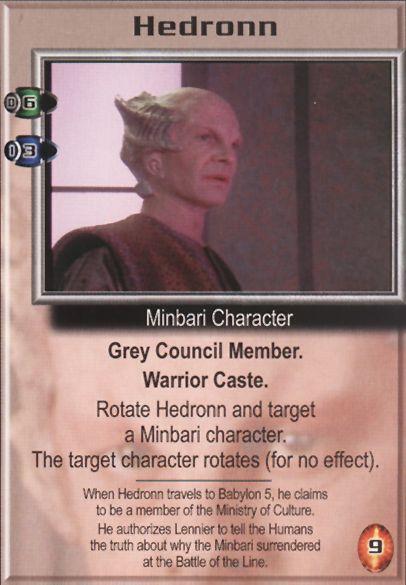 Hedronn
D 6
D 3
Minbari Character
Grey Council Member.
Warrior Caste.
Rotate Hedronn and target
a Minbari character.
The target character rotates (for no effect).
When Hedronn travels to Babylon 5, he claims
to be a member of the Ministry of Culture.
He authorizes Lennier to tell the Humans
the truth about why the Minbari surrendered
at the Battle of the Line.
9